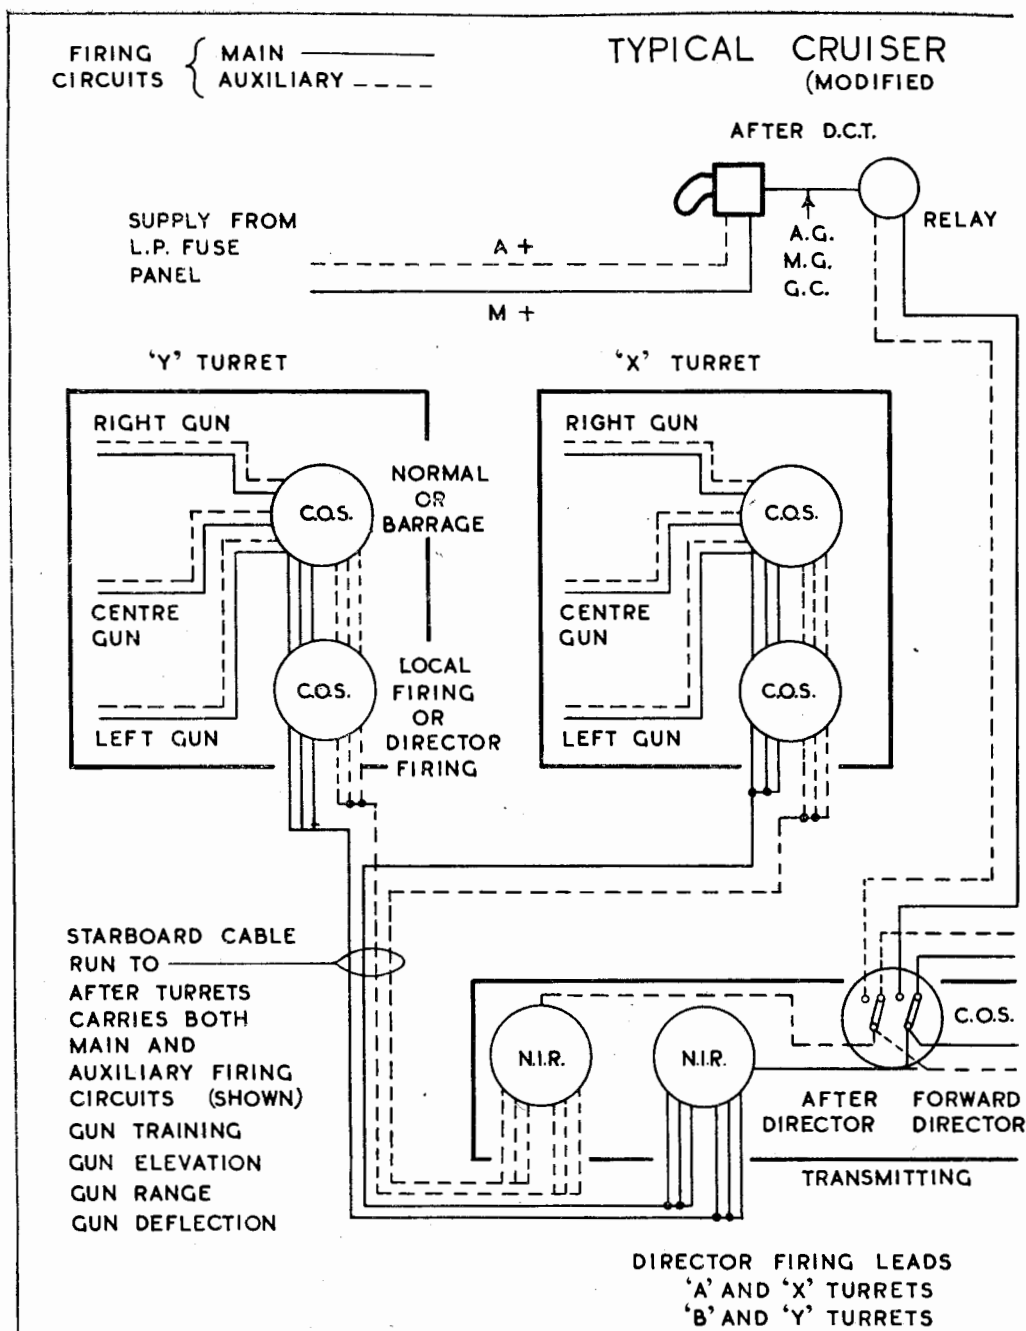 TYPICAL CRUISER
(MODIFIED
FIRING CIRCUITS
MAIN
AUXILIARY
AFTER D.C.T.
RELAY
A.G.
M.G.
G.C.
SUPPLY FROM
L.P. FUSE
PANEL
A +
M +
'Y' TURRET
RIGHT GUN
C.O.S.
NORMAL
OR
BARRAGE
CENTRE
GUN
C.O.S.
LOCAL
FIRING
OR
DIRECTOR
FIRING
LEFT GUN
'X' TURRET
RIGHT GUN
C.O.S.
CENTRE
GUN
C.O.S.
LEFT GUN
STARBOARD CABLE
RUN TO
AFTER TURRETS
CARRIES BOTH
MAIN AND
AUXILIARY FIRING
CIRCUITS (SHOWN)
GUN TRAINING
GUN ELEVATION
GUN RANGE
GUN DEFLECTION
N.I.R.
N.I.R.
C.O.S.
AFTER
DIRECTOR
FORWARD
DIRECTOR
TRANSMITTING
DIRECTOR FIRING LEADS
'A' AND 'X' TURRETS
'B' AND 'Y' TURRETS